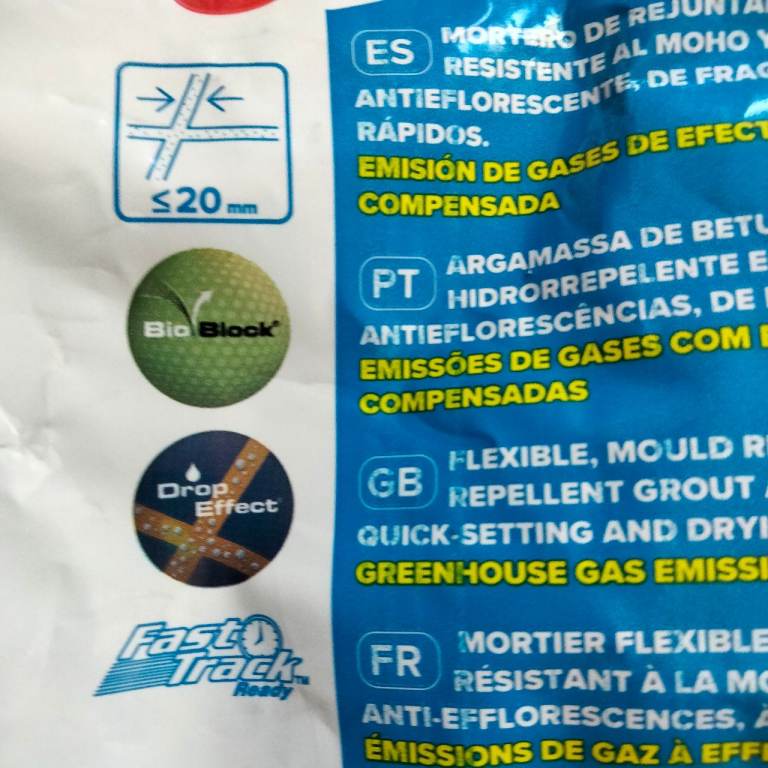 ≤20 mm
Bio Block®
Drop
Effect®
Fast
Track™
Ready
ES MORTERO DE REJUNTA
RESISTENTE AL MOHO Y
ANTIEFLORESCENTE, DE FRAG
RÁPIDOS.
EMISIÓN DE GASES DE EFECT
COMPENSADA
PT ARGAMASSA DE BETU
HIDRORREPELENTE E
ANTIEFLORESCÊNCIAS, DE
EMISSÕES DE GASES COM E
COMPENSADAS
GB FLEXIBLE, MOULD R
REPELLENT GROUT
QUICK-SETTING AND DRYI
GREENHOUSE GAS EMISSI
FR MORTIER FLEXIBLE
RÉSISTANT À LA MO
ANTI-EFFLORESCENCES, À
ÉMISSIONS DE GAZ À EFFE